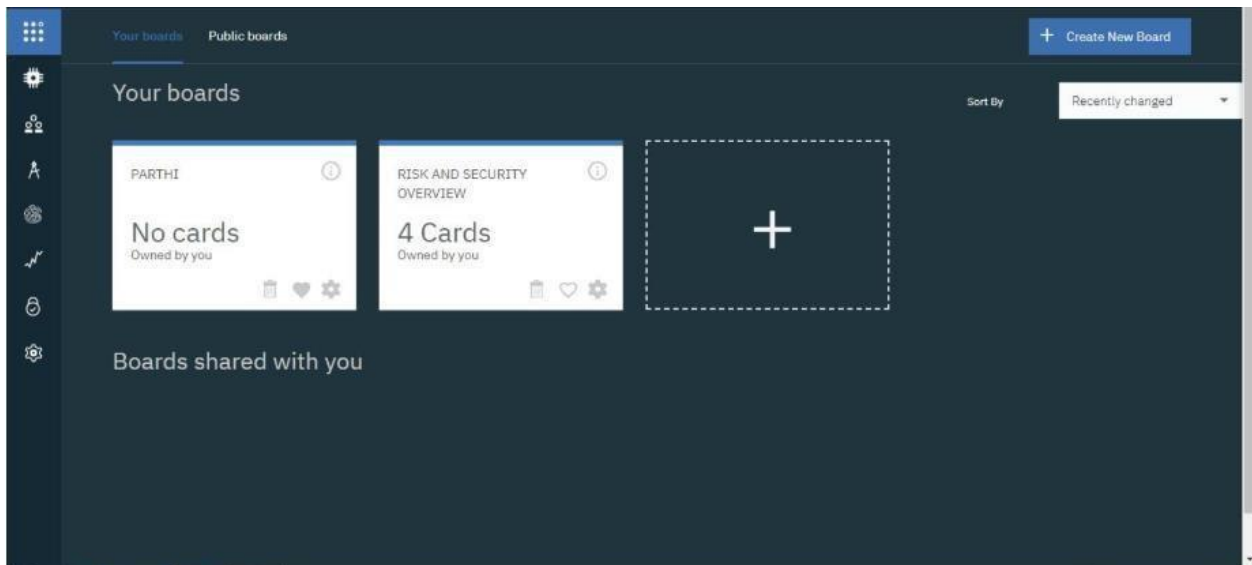 Your boards Public boards
+ Create New Board
Your boards
Sort By Recently changed
PARTHI
No cards
Owned by you
RISK AND SECURITY
OVERVIEW
4 Cards
Owned by you
Boards shared with you